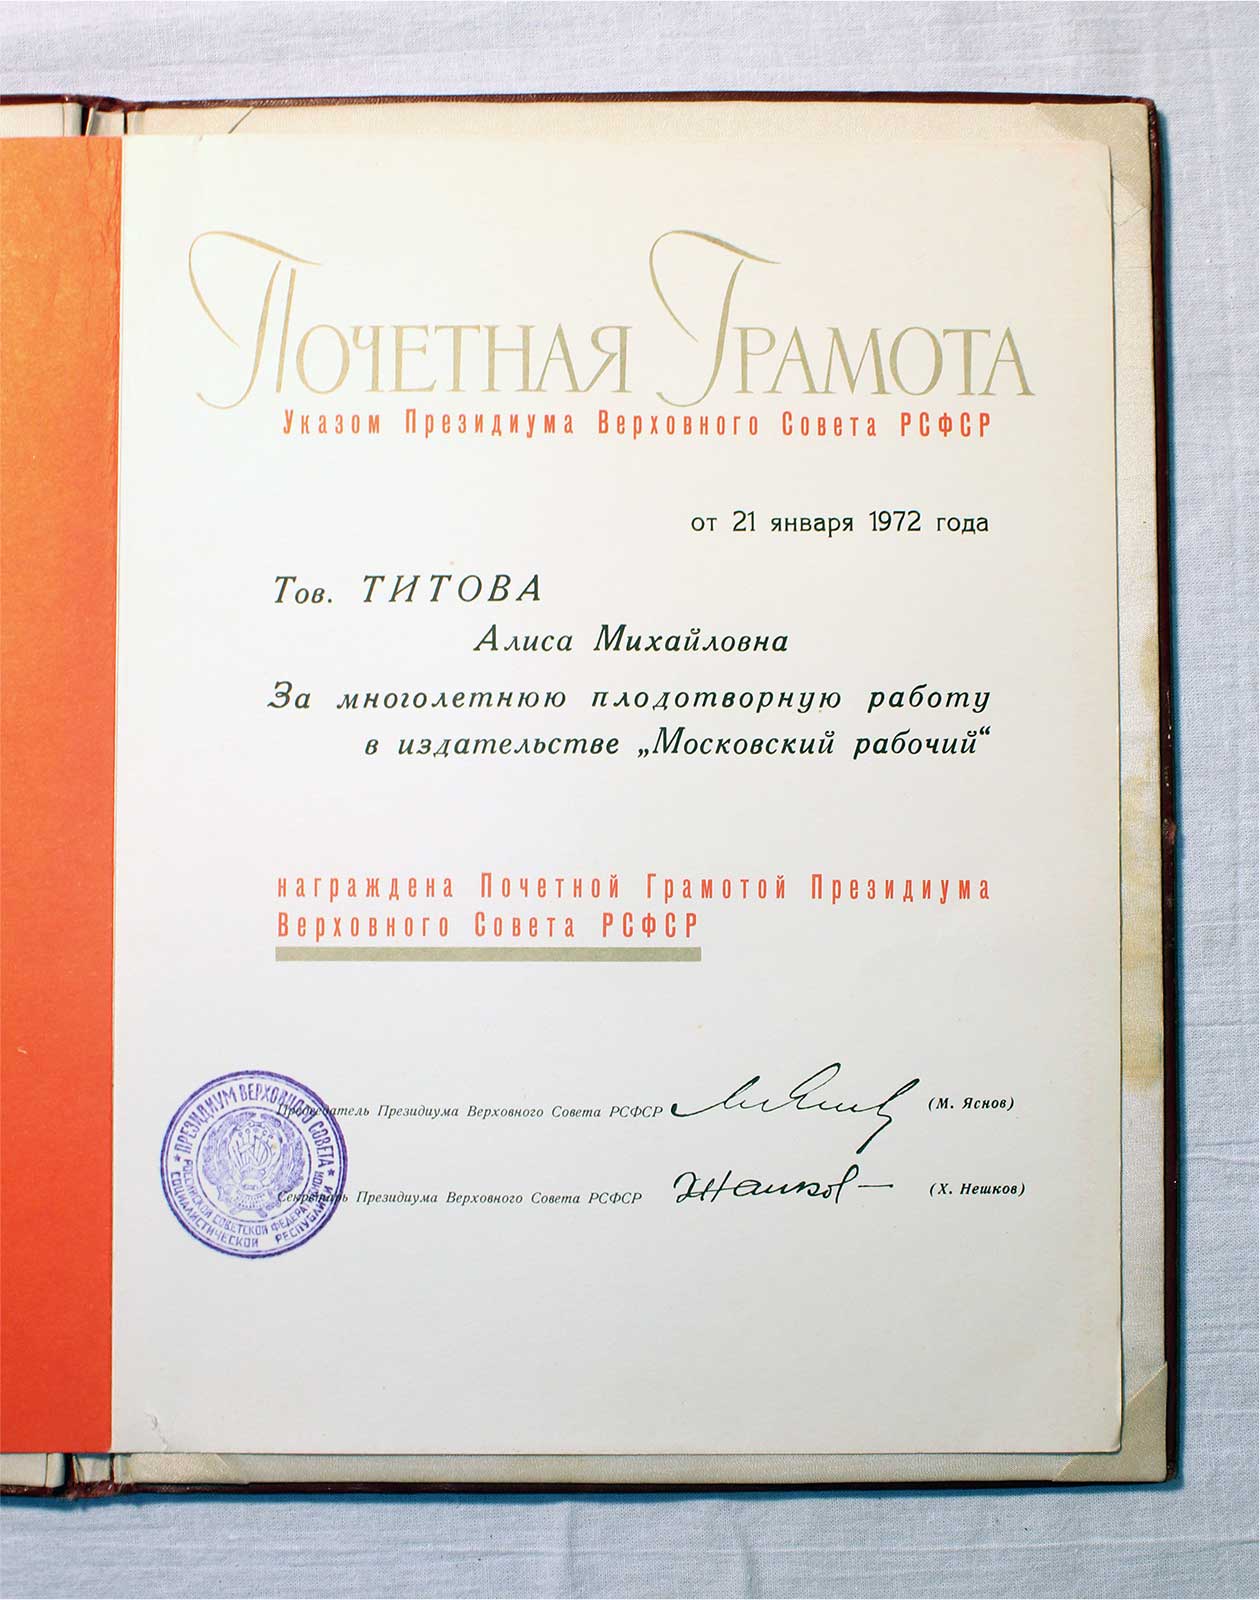 Почетная Грамота
Указом Президиума Верховного Совета РСФСР
от 21 января 1972 года
Тов. ТИТОВА
Алиса Михайловна
За многолетнюю плодотворную работу
в издательстве „Московский рабочий“
награждена Почетной Грамотой Президиума
Верховного Совета РСФСР
Председатель Президиума Верховного Совета РСФСР (М. Яснов)
Секретарь Президиума Верховного Совета РСФСР (Х. Нешков)
ПРЕЗИДИУМ ВЕРХОВНОГО СОВЕТА
РОССИЙСКОЙ СОВЕТСКОЙ ФЕДЕРАТИВНОЙ
СОЦИАЛИСТИЧЕСКОЙ РЕСПУБЛИКИ